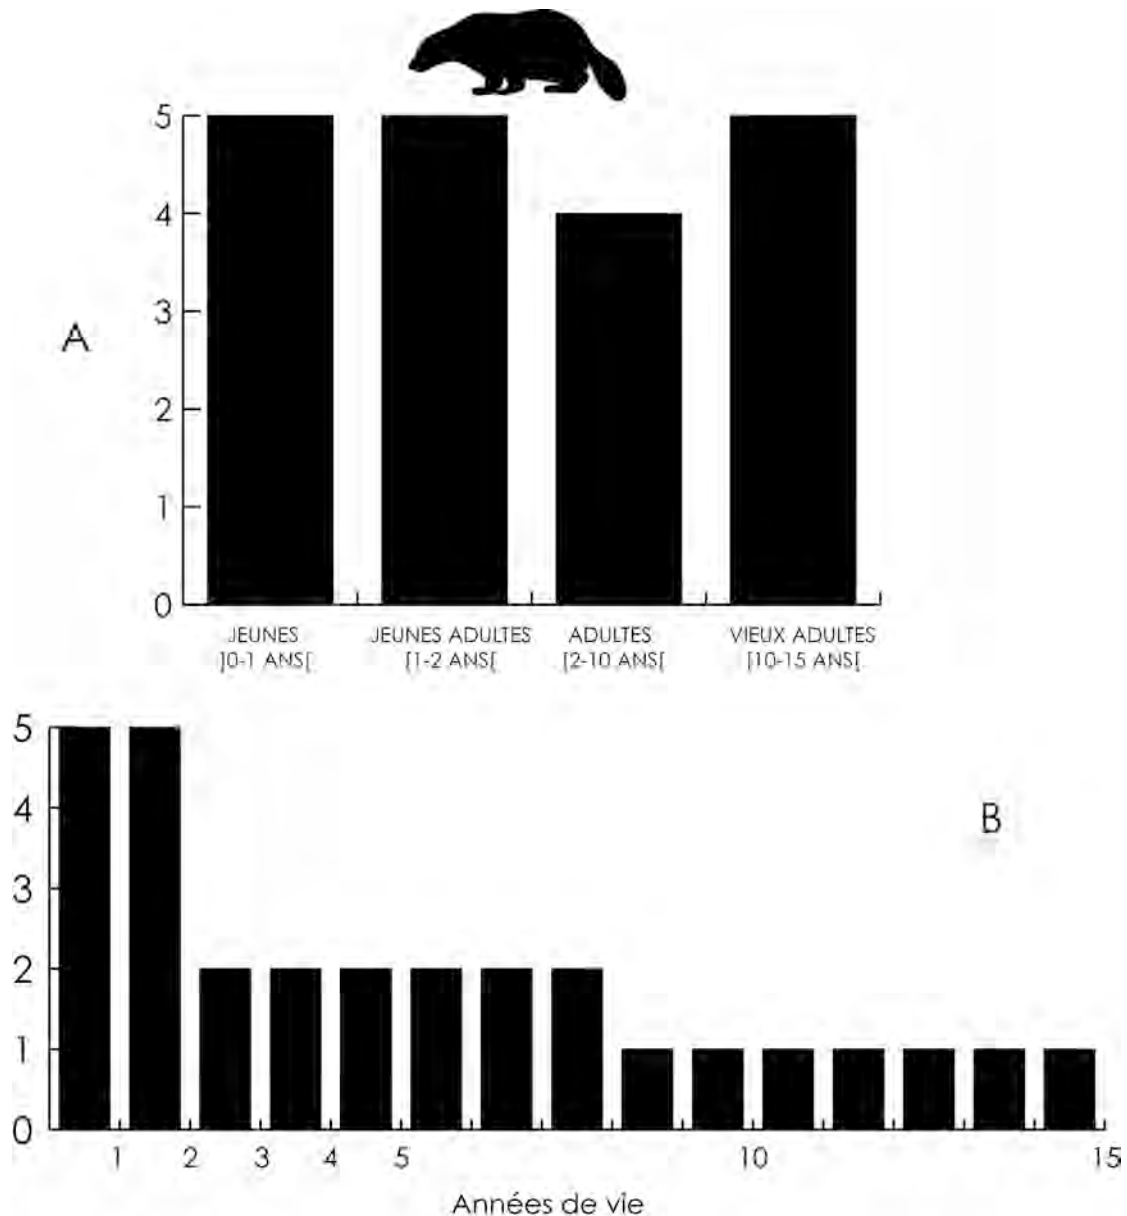 5
4
3
A
2
1
0
JEUNES JEUNES ADULTES ADULTES VIEUX ADULTES
]0-1 ANS[ [1-2 ANS[ [2-10 ANS[ [10-15 ANS[
5
4
B
3
2
1
0
1 2 3 4 5 10 15
Années de vie